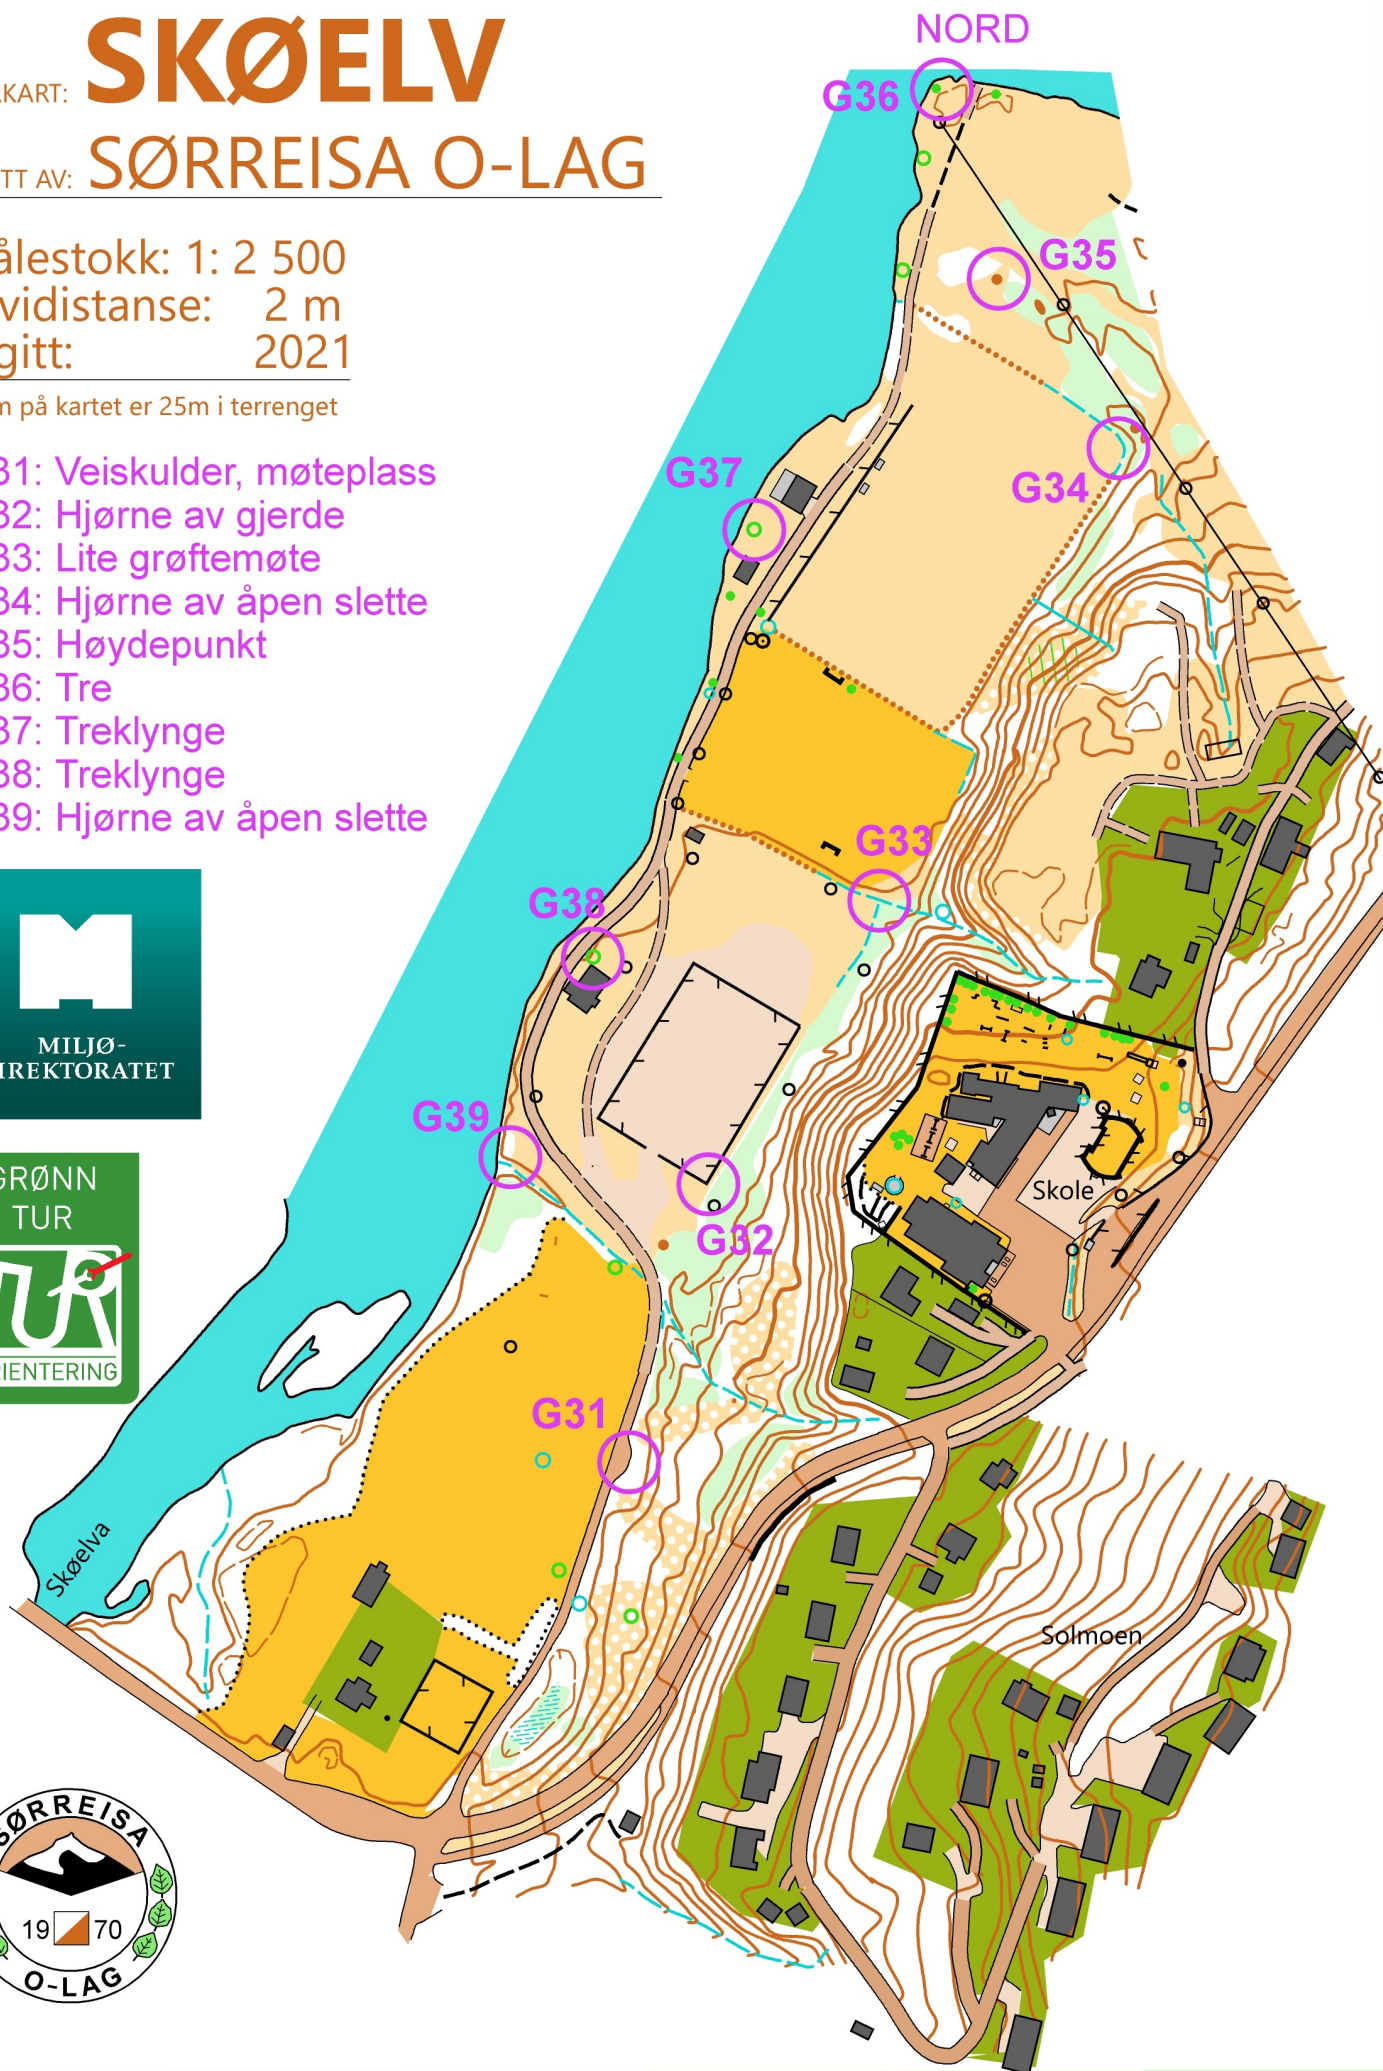 KART: SKØELV
TT AV: SØRREISA O-LAG
ålestokk: 1: 2 500
vidistanse: 2 m
gitt: 2021
m på kartet er 25m i terrenget
31: Veiskulder, møteplass
32: Hjørne av gjerde
33: Lite grøftemøte
34: Hjørne av åpen slette
35: Høydepunkt
36: Tre
37: Treklynge
38: Treklynge
39: Hjørne av åpen slette
MILJØ-
IREKTORATET
GRØNN
TUR
TUR
RIENTERING
SØRREISA
19 70
O-LAG
NORD
G36
G35
G37
G34
G33
G38
G39
Skole
G32
G31
Skøelva
Solmoen